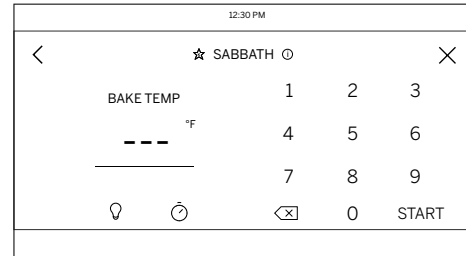 12:30 PM
SABBATH
BAKE TEMP
--- °F
1 2 3
4 5 6
7 8 9
0 START